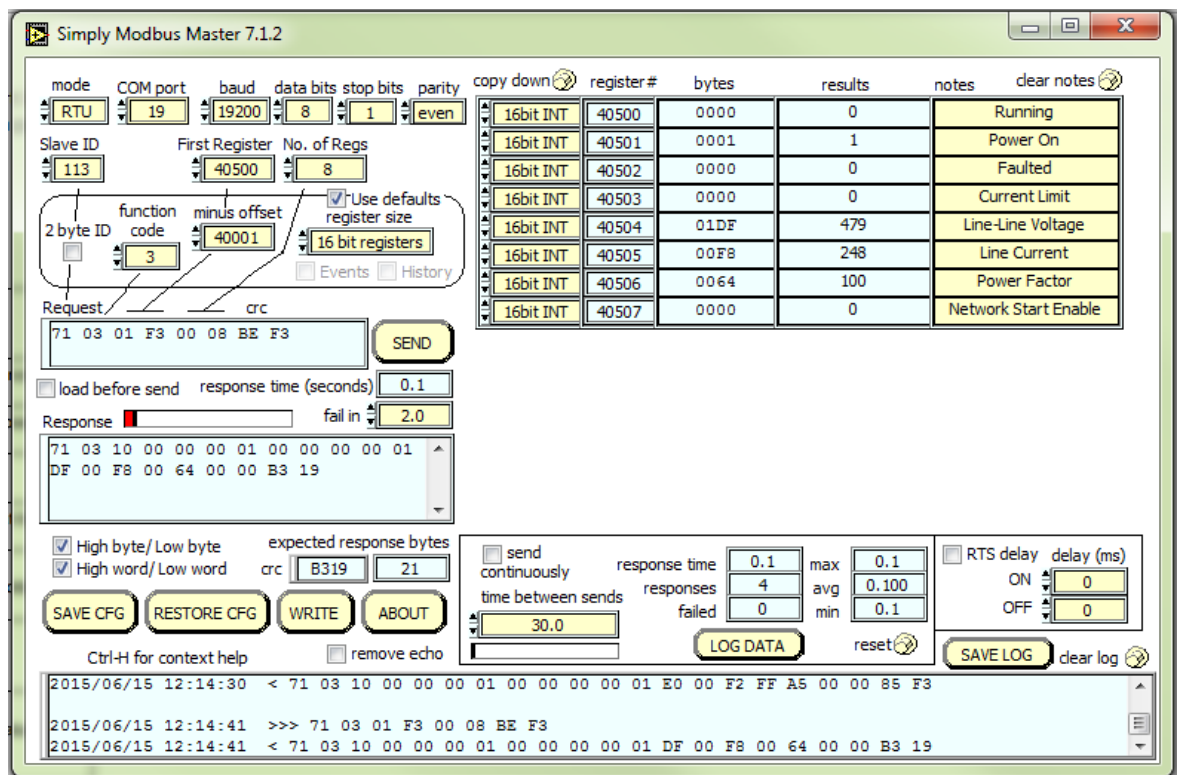 Simply Modbus Master 7.1.2
mode COM port baud data bits stop bits parity
RTU 19 19200 8 1 even
Slave ID First Register No. of Regs
113 40500 8
Use defaults
2 byte ID function code minus offset register size
3 40001 16 bit registers
Events History
Request crc
71 03 01 F3 00 08 BE F3
SEND
load before send response time (seconds) 0.1
Response fail in 2.0
71 03 10 00 00 00 01 00 00 00 00 01
DF 00 F8 00 64 00 00 B3 19
High byte/Low byte expected response bytes
High word/Low word crc B319 21
SAVE CFG RESTORE CFG WRITE ABOUT
Ctrl-H for context help remove echo
copy down register# bytes results notes clear notes
16bit INT 40500 0000 0 Running
16bit INT 40501 0001 1 Power On
16bit INT 40502 0000 0 Faulted
16bit INT 40503 0000 0 Current Limit
16bit INT 40504 01DF 479 Line-Line Voltage
16bit INT 40505 00F8 248 Line Current
16bit INT 40506 0064 100 Power Factor
16bit INT 40507 0000 0 Network Start Enable
send continuously response time 0.1 max 0.1
time between sends responses 4 avg 0.100
30.0 failed 0 min 0.1
LOG DATA reset
RTS delay delay (ms)
ON 0
OFF 0
SAVE LOG clear log
2015/06/15 12:14:30 < 71 03 10 00 00 00 01 00 00 00 00 01 E0 00 F2 FF A5 00 00 85 F3
2015/06/15 12:14:41 >>> 71 03 01 F3 00 08 BE F3
2015/06/15 12:14:41 < 71 03 10 00 00 00 01 00 00 00 00 01 DF 00 F8 00 64 00 00 B3 19